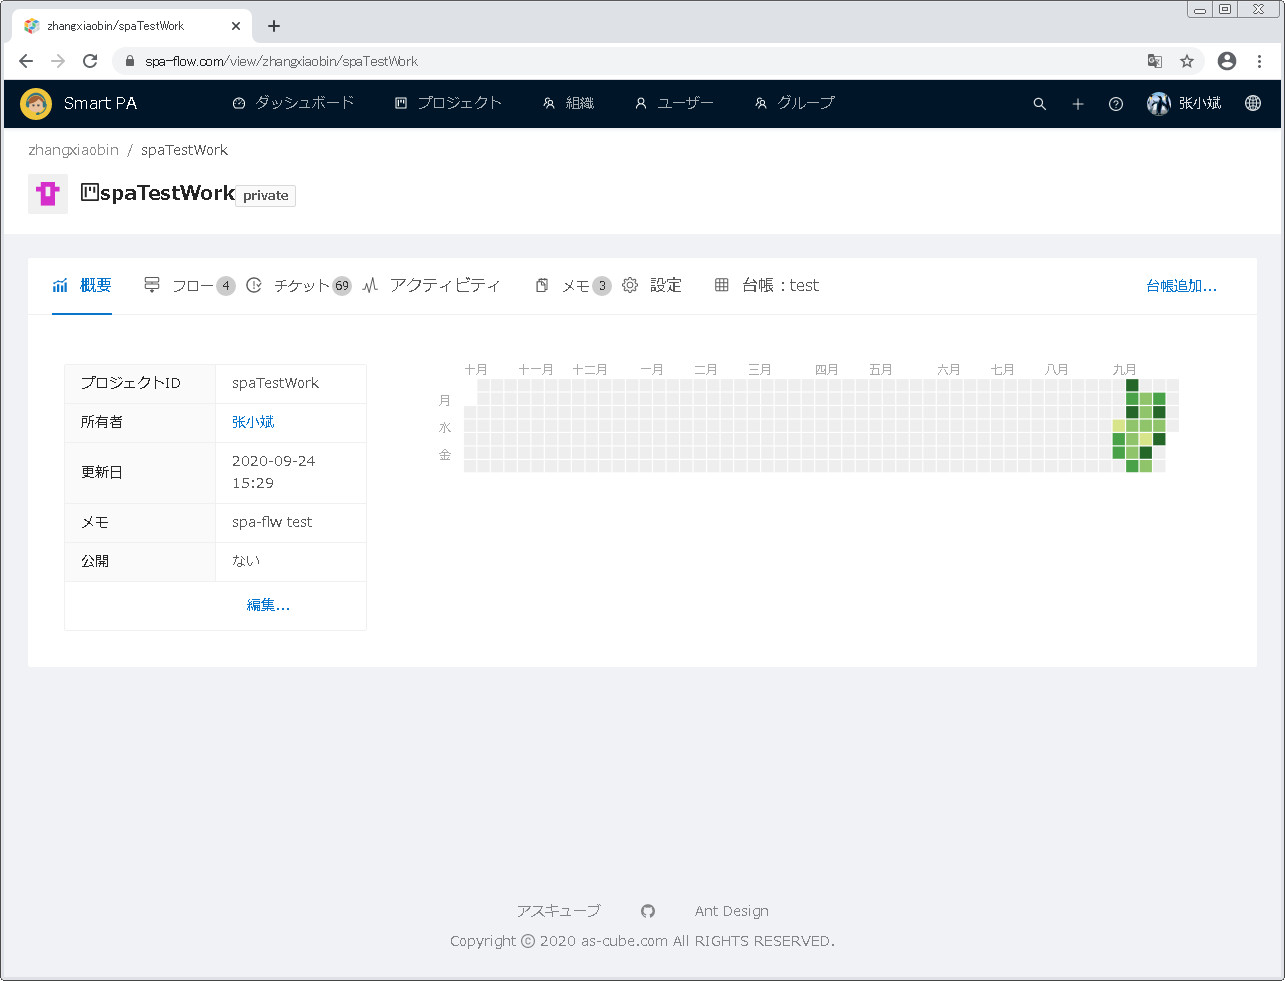 zhangxiaobin/spaTestWork
spa-flow.com/view/zhangxiaobin/spaTestWork
Smart PA ダッシュボード プロジェクト 組織 ユーザー グループ 张小斌
zhangxiaobin / spaTestWork
spaTestWork private
概要 フロー 4 チケット 69 アクティビティ メモ 3 設定 台帳：test 台帳追加...
十月 十一月 十二月 一月 二月 三月 四月 五月 六月 七月 八月 九月
月
水
金
プロジェクトID spaTestWork
所有者 张小斌
更新日 2020-09-24 15:29
メモ spa-flw test
公開 ない
編集...
アスキューブ Ant Design
Copyright © 2020 as-cube.com All RIGHTS RESERVED.